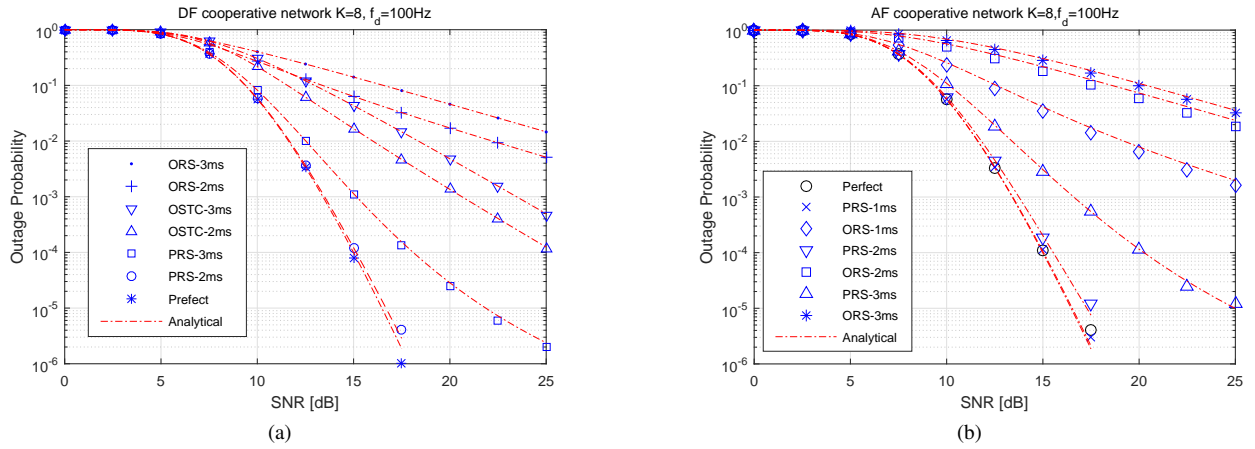 DF cooperative network K=8, f_d=100Hz
Outage Probability
10^0
10^-1
10^-2
10^-3
10^-4
10^-5
10^-6
ORS-3ms
ORS-2ms
OSTC-3ms
OSTC-2ms
PRS-3ms
PRS-2ms
Prefect
Analytical
0 5 10 15 20 25
SNR [dB]
(a)
AF cooperative network K=8,f_d=100Hz
Outage Probability
10^0
10^-1
10^-2
10^-3
10^-4
10^-5
10^-6
Perfect
PRS-1ms
ORS-1ms
PRS-2ms
ORS-2ms
PRS-3ms
ORS-3ms
Analytical
0 5 10 15 20 25
SNR [dB]
(b)